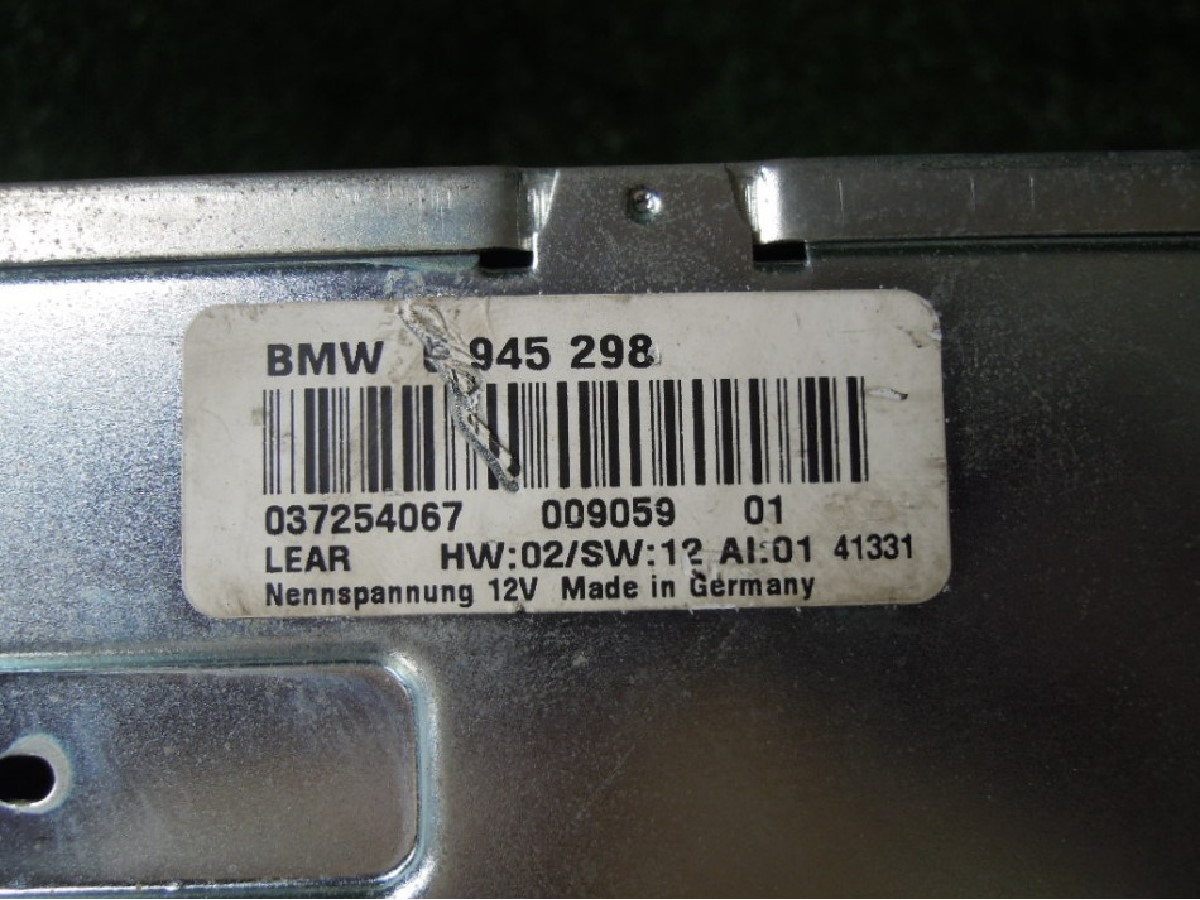 BMW 6 945 298
037254067 009059 01
LEAR HW:02/SW:12 AI:01 41331
Nennspannung 12V Made in Germany